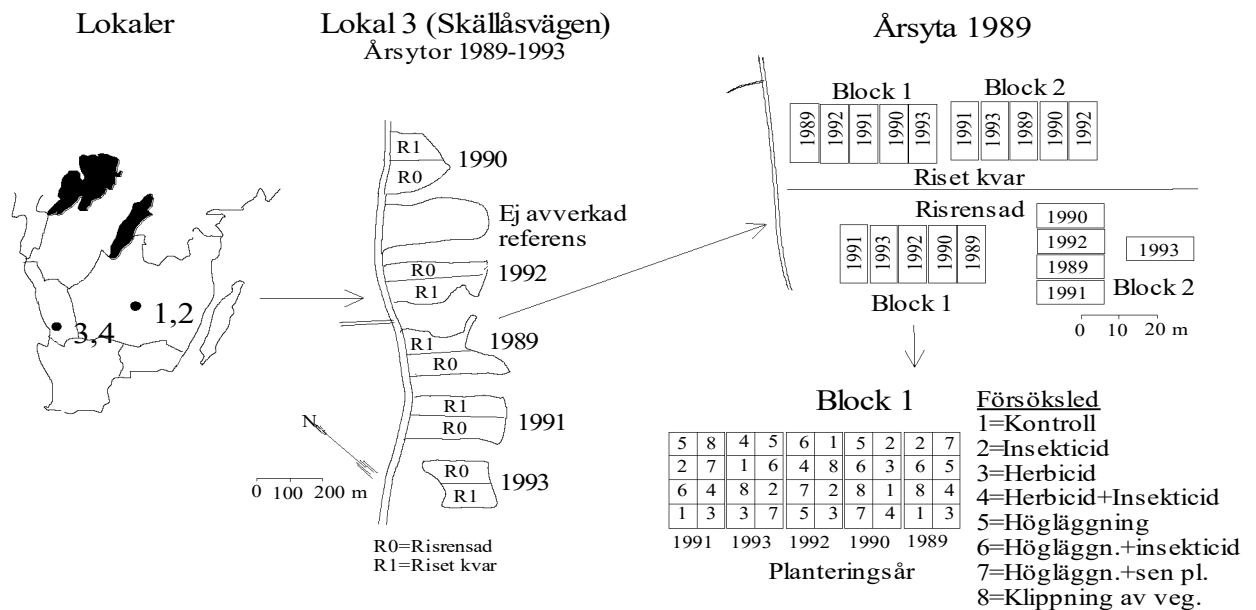 Lokaler
Lokal 3 (Skällåsvägen)
Årsytor 1989-1993
Årsyta 1989
1,2
3,4
R1
1990
R0
Ej avverkad
referens
R0
1992
R1
R1
1989
R0
R1
1991
R0
R0
1993
R1
N
0 100 200 m
R0=Risrensad
R1=Riset kvar
Block 1
Block 2
1989 1992 1991 1990 1993
1991 1993 1989 1990 1992
Riset kvar
Risrensad
1991 1993 1992 1990 1989
Block 1
1990
1992
1989
1991
1993
Block 2
0 10 20 m
Block 1
5 8 4 5 6 1 5 2 2 7
2 7 1 6 4 8 6 3 6 5
6 4 8 2 7 2 8 1 8 4
1 3 3 7 5 3 7 4 1 3
1991 1993 1992 1990 1989
Planteringsår
Försöksled
1=Kontroll
2=Insekticid
3=Herbicid
4=Herbicid+Insekticid
5=Högläggning
6=Högläggn.+insekticid
7=Högläggn.+sen pl.
8=Klippning av veg.